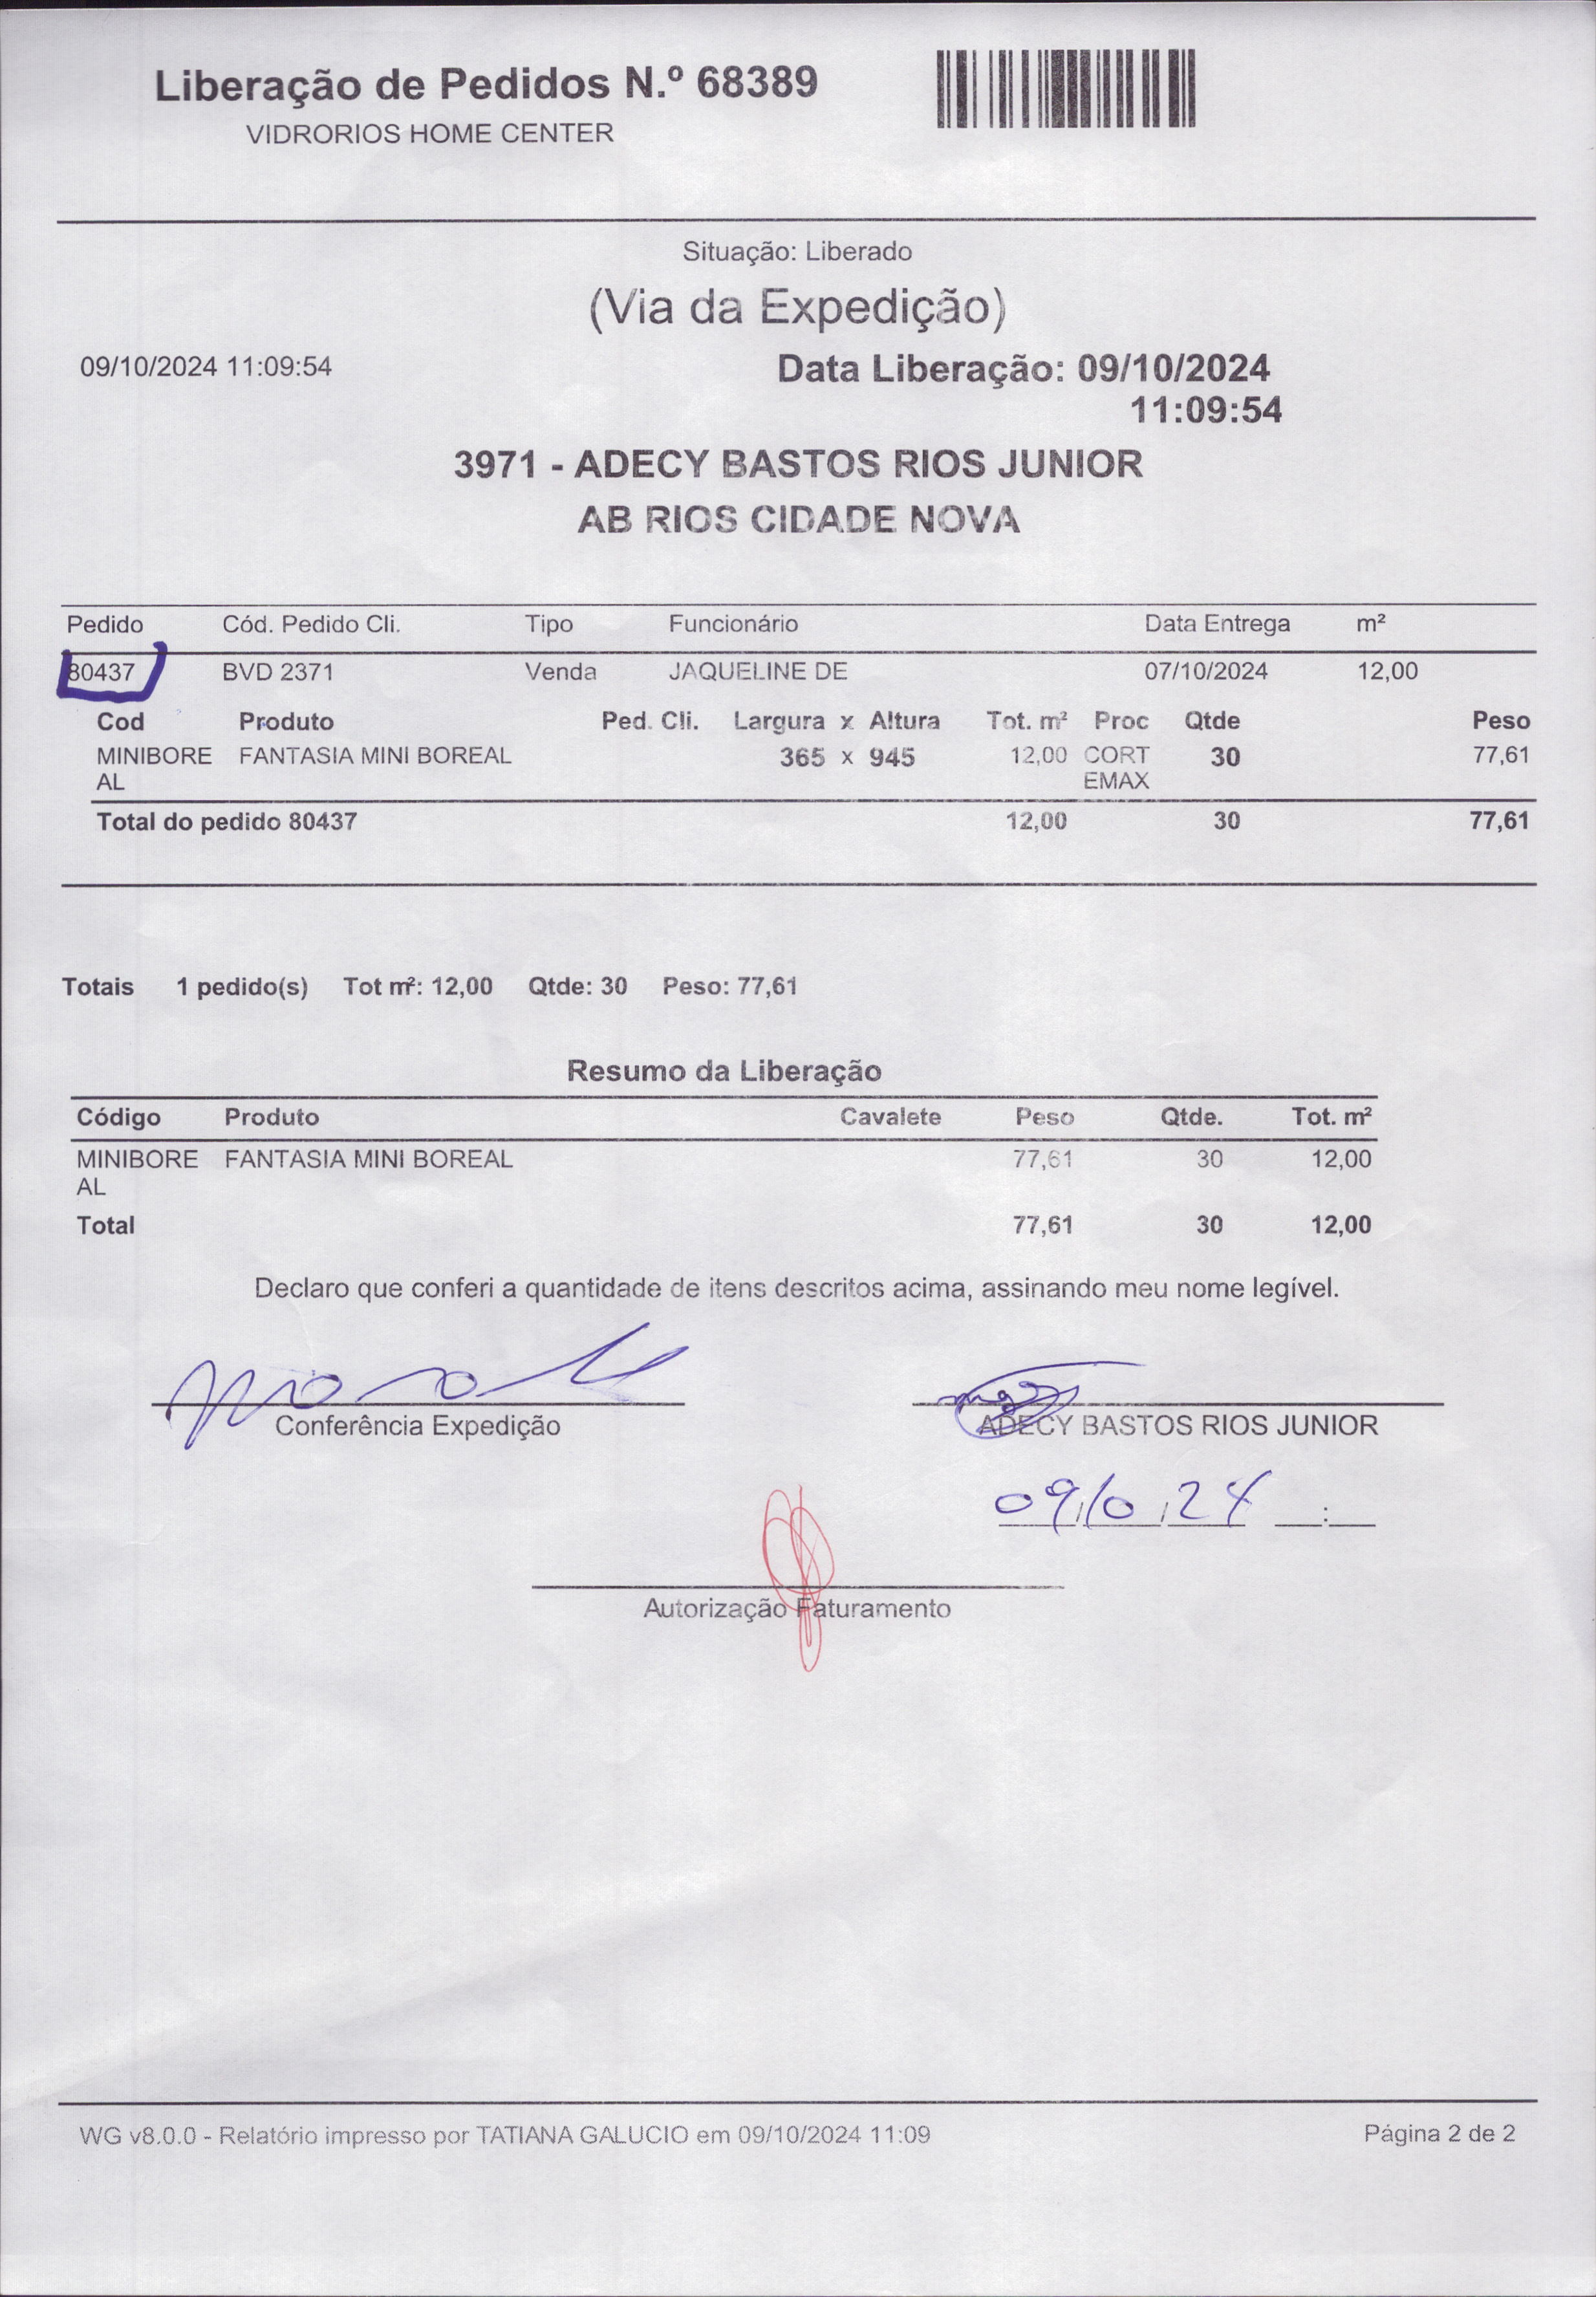 Liberação de Pedidos N.º 68389
VIDRORIOS HOME CENTER
Situação: Liberado
(Via da Expedição)
09/10/2024 11:09:54
Data Liberação: 09/10/2024
11:09:54
3971 - ADECY BASTOS RIOS JUNIOR
AB RIOS CIDADE NOVA
Pedido Cód. Pedido Cli. Tipo Funcionário Data Entrega m²
80437 BVD 2371 Venda JAQUELINE DE 07/10/2024 12,00
Cod Produto Ped. Cli. Largura x Altura Tot. m² Proc Qtde Peso
MINIBORE FANTASIA MINI BOREAL 365 x 945 12,00 CORT 30 77,61
AL EMAX
Total do pedido 80437 12,00 30 77,61
Totais 1 pedido(s) Tot m²: 12,00 Qtde: 30 Peso: 77,61
Resumo da Liberação
Código Produto Cavalete Peso Qtde. Tot. m²
MINIBORE FANTASIA MINI BOREAL 77,61 30 12,00
AL
Total 77,61 30 12,00
Declaro que conferi a quantidade de itens descritos acima, assinando meu nome legível.
Conferência Expedição ADECY BASTOS RIOS JUNIOR
09/10/24 :
Autorização Faturamento
WG v8.0.0 - Relatório impresso por TATIANA GALUCIO em 09/10/2024 11:09 Página 2 de 2